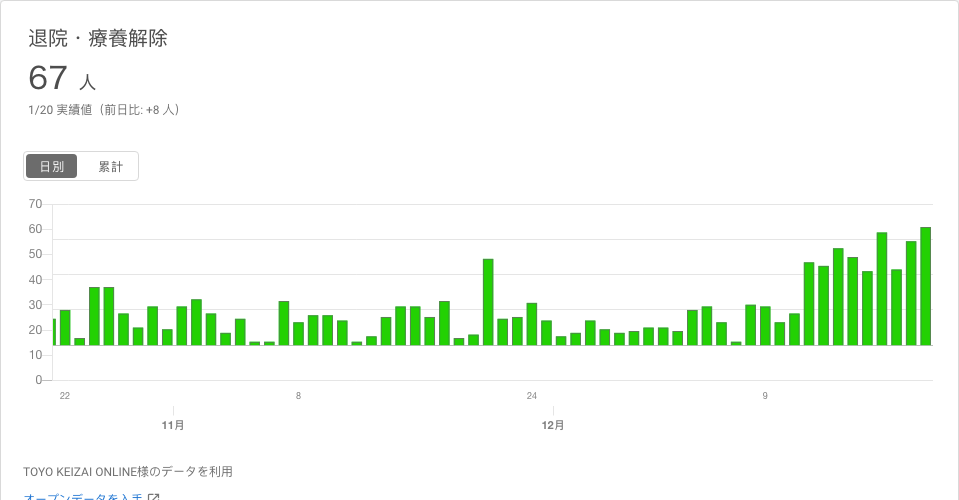 退院・療養解除
67 人
1/20 実績値（前日比: +8 人）
日別 累計
70
60
50
40
30
20
10
0
22 8 24 9
11月 12月
TOYO KEIZAI ONLINE様のデータを利用
オープンデータを入手